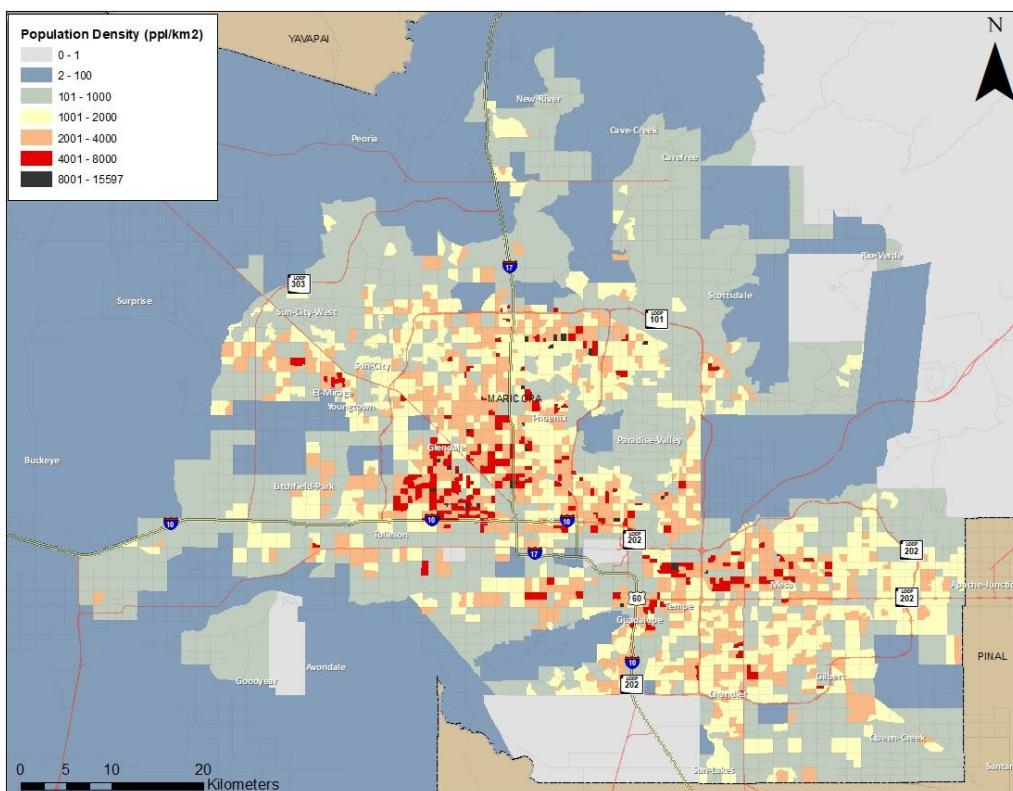 Population Density (ppl/km2)
0 - 1
2 - 100
101 - 1000
1001 - 2000
2001 - 4000
4001 - 8000
8001 - 15597
YAVAPAI
N
New-River
Peoria
Cave-Creek
Carefree
Rio-Verde
17
LOOP
303
Surprise
Scottsdale
Sun-City-West
LOOP
101
Sun-City
El-Mirage
Youngtown
MARICOPA
Phoenix
Glendale
Paradise-Valley
Buckeye
Litchfield-Park
10
10
10
Tolleson
LOOP
202
17
LOOP
202
Mesa
Apache-Junction
60
LOOP
202
Tempe
Guadalupe
PINAL
10
Avondale
Goodyear
LOOP
202
Gilbert
Chandler
Queen-Creek
Sun-Lakes
Santan
0 5 10 20
Kilometers